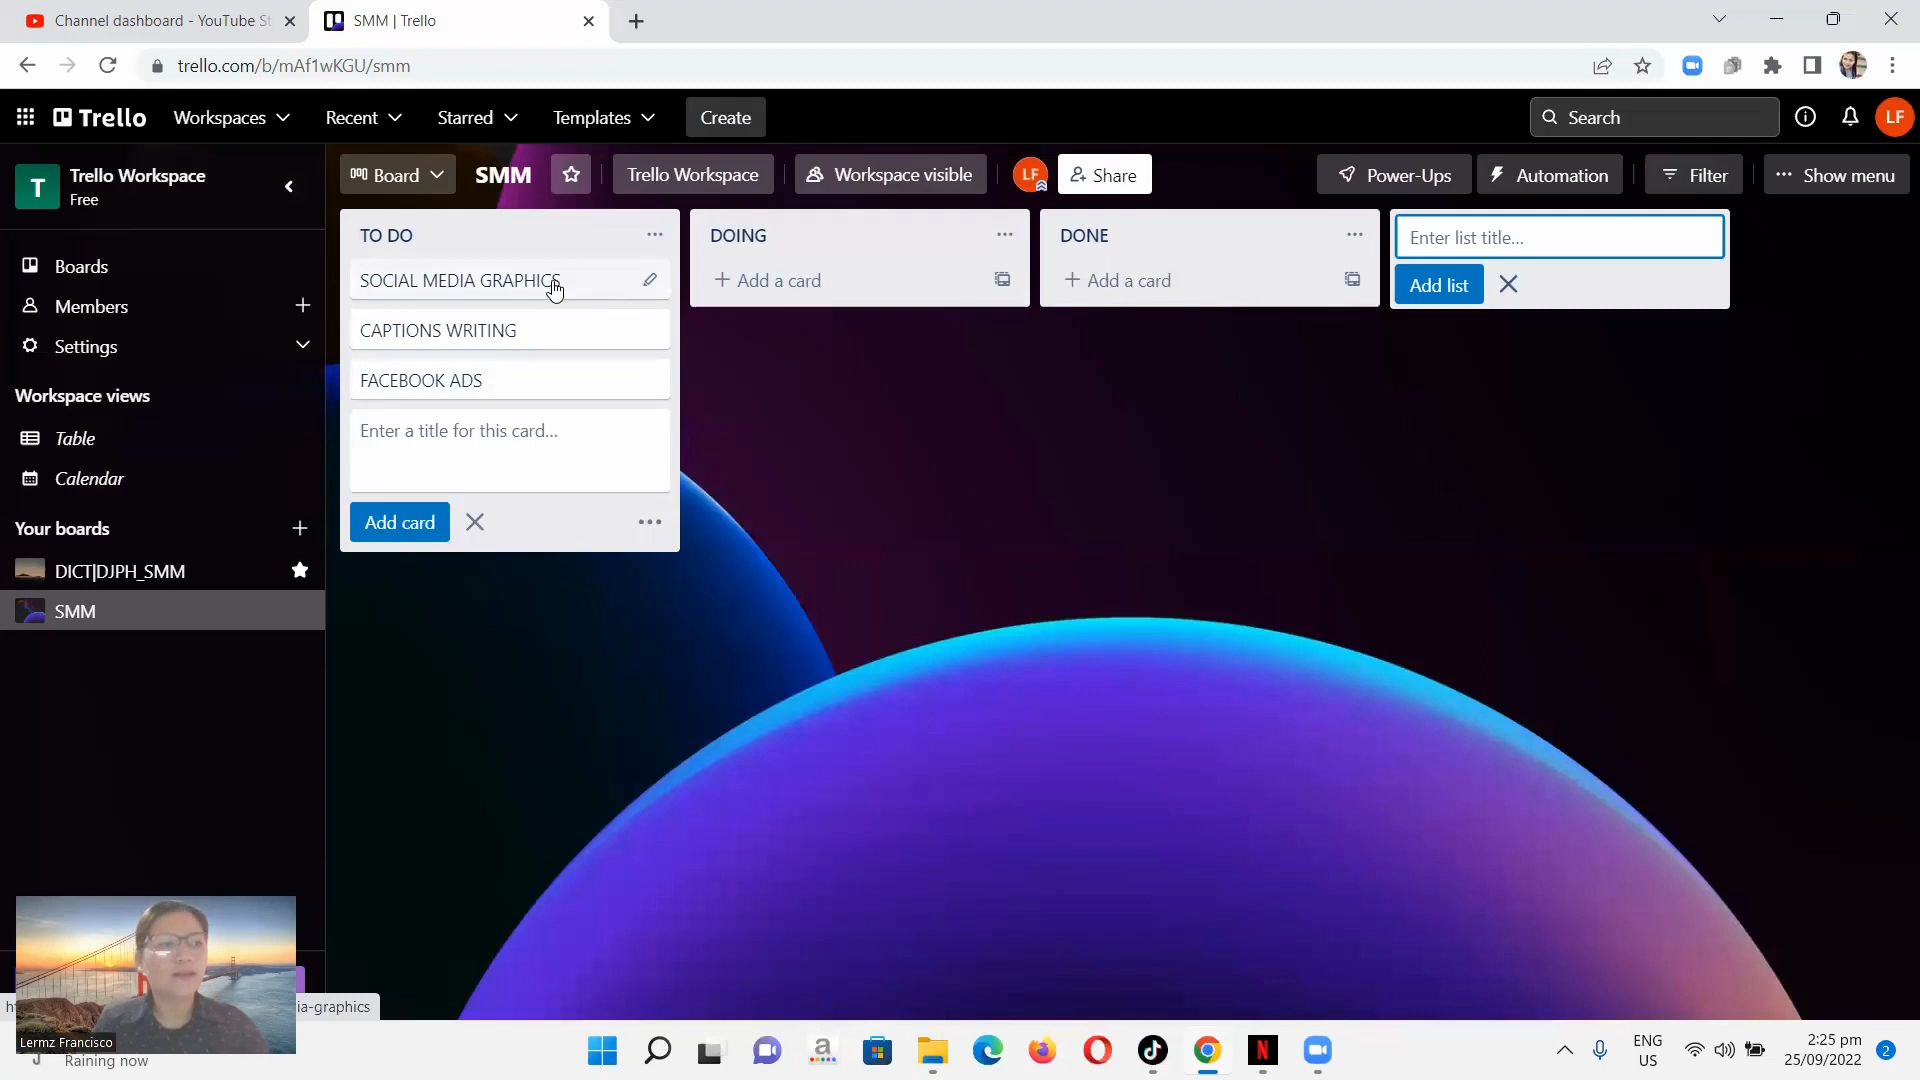 Channel dashboard - YouTube St
SMM | Trello
trello.com/b/mAf1wKGU/smm
Trello
Workspaces
Recent
Starred
Templates
Create
Search
LF
T
Trello Workspace
Free
Board
SMM
Trello Workspace
Workspace visible
LF
Share
Power-Ups
Automation
Filter
Show menu
Boards
Members
Settings
Workspace views
Table
Calendar
Your boards
DICT|DJPH_SMM
SMM
TO DO
SOCIAL MEDIA GRAPHICS
CAPTIONS WRITING
FACEBOOK ADS
Enter a title for this card...
Add card
DOING
Add a card
DONE
Add a card
Enter list title...
Add list
ia-graphics
Lermz Francisco
Raining now
ENG
US
2:25 pm
25/09/2022
2